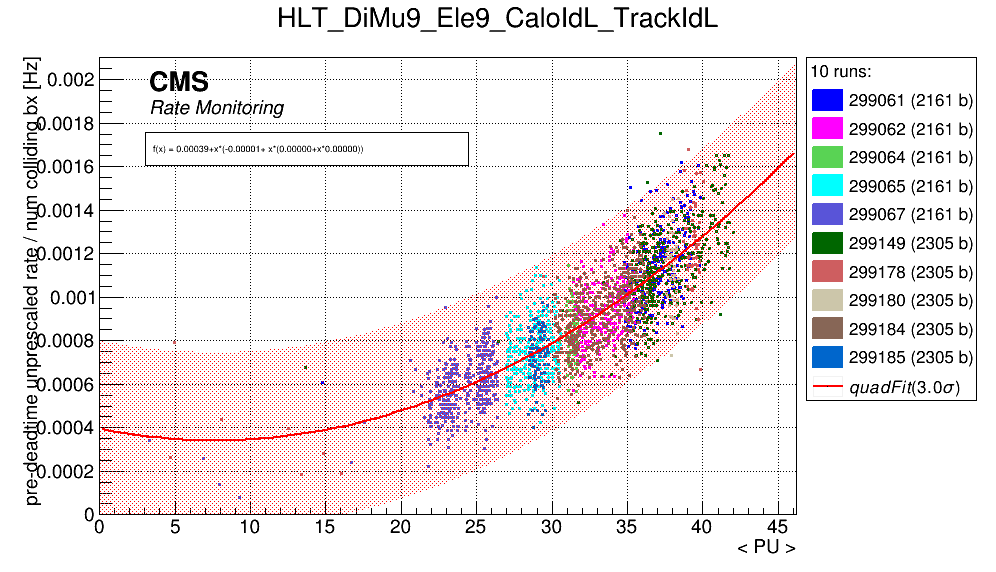 HLT_DiMu9_Ele9_CaloIdL_TrackIdL
pre-deadtime unprescaled rate / num colliding bx [Hz]
CMS
Rate Monitoring
f(x) = 0.00039+x*(-0.00001+ x*(0.00000+x*0.00000))
0.002
0.0018
0.0016
0.0014
0.0012
0.001
0.0008
0.0006
0.0004
0.0002
0
0 5 10 15 20 25 30 35 40 45
< PU >
10 runs:
299061 (2161 b)
299062 (2161 b)
299064 (2161 b)
299065 (2161 b)
299067 (2161 b)
299149 (2305 b)
299178 (2305 b)
299180 (2305 b)
299184 (2305 b)
299185 (2305 b)
quadFit(3.0σ)